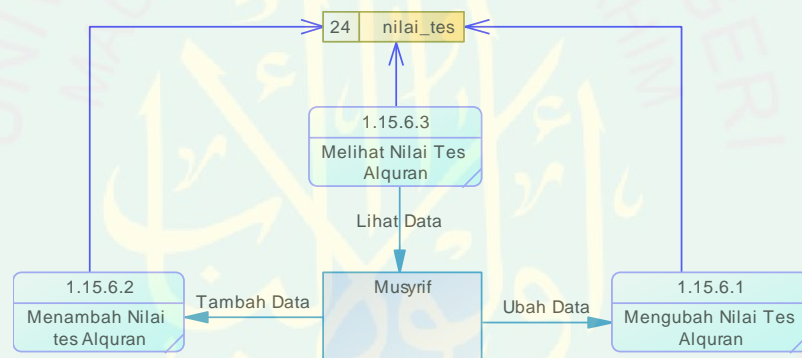 24 nilai_tes
1.15.6.3
Melihat Nilai Tes
Alquran
Lihat Data
1.15.6.2
Menambah Nilai
tes Alquran
Tambah Data
Musyrif
Ubah Data
1.15.6.1
Mengubah Nilai Tes
Alquran